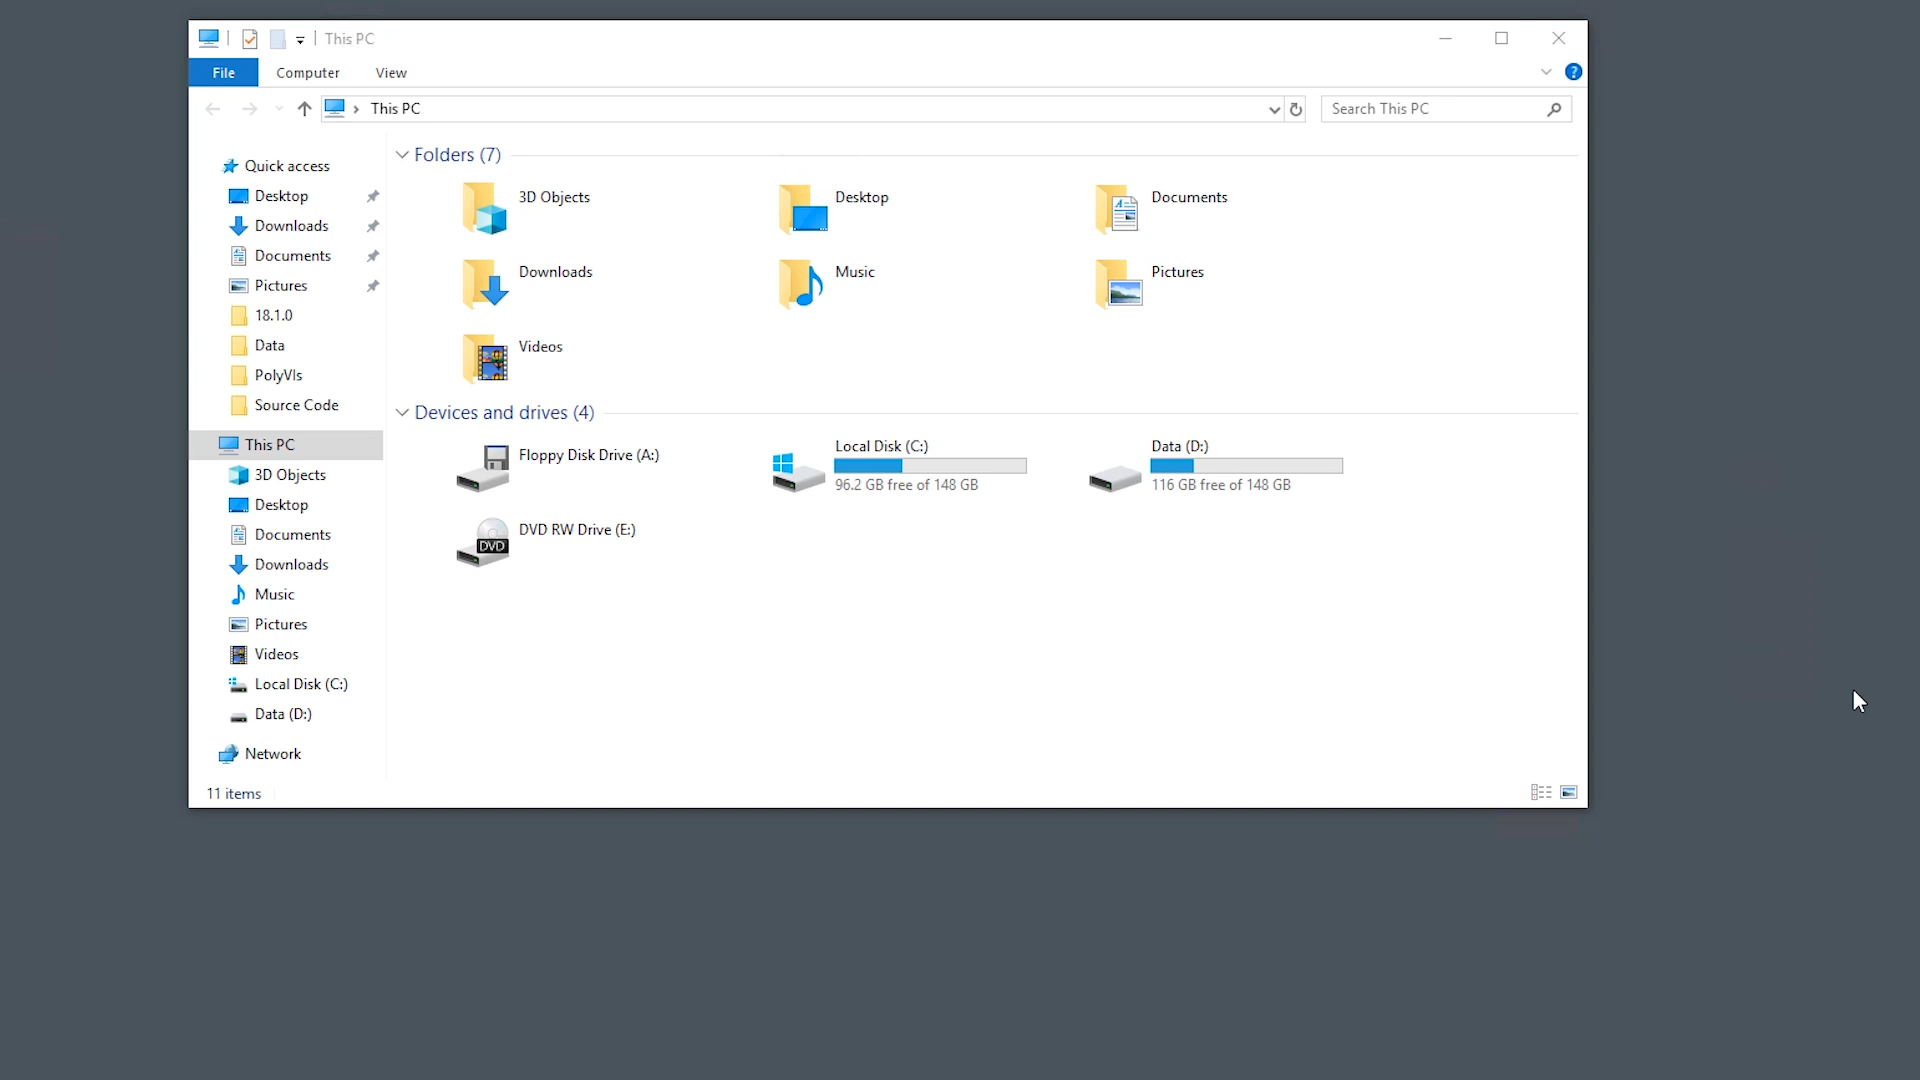 This PC
File
Computer
View
?
This PC
Search This PC
Quick access
Desktop
Downloads
Documents
Pictures
18.1.0
Data
PolyVIs
Source Code
This PC
3D Objects
Desktop
Documents
Downloads
Music
Pictures
Videos
Local Disk (C:)
Data (D:)
Network
Folders (7)
3D Objects
Desktop
Documents
Downloads
Music
Pictures
Videos
Devices and drives (4)
Floppy Disk Drive (A:)
Local Disk (C:)
96.2 GB free of 148 GB
Data (D:)
116 GB free of 148 GB
DVD
DVD RW Drive (E:)
11 items